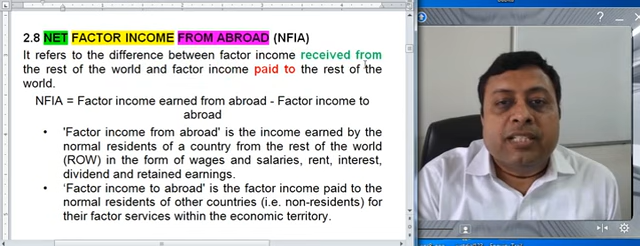 2.8 NET FACTOR INCOME FROM ABROAD (NFIA)
It refers to the difference between factor income received from
the rest of the world and factor income paid to the rest of the
world.
NFIA = Factor income earned from abroad - Factor income to
abroad
• 'Factor income from abroad' is the income earned by the
normal residents of a country from the rest of the world
(ROW) in the form of wages and salaries, rent, interest,
dividend and retained earnings.
• 'Factor income to abroad' is the factor income paid to the
normal residents of other countries (i.e. non-residents) for
their factor services within the economic territory.